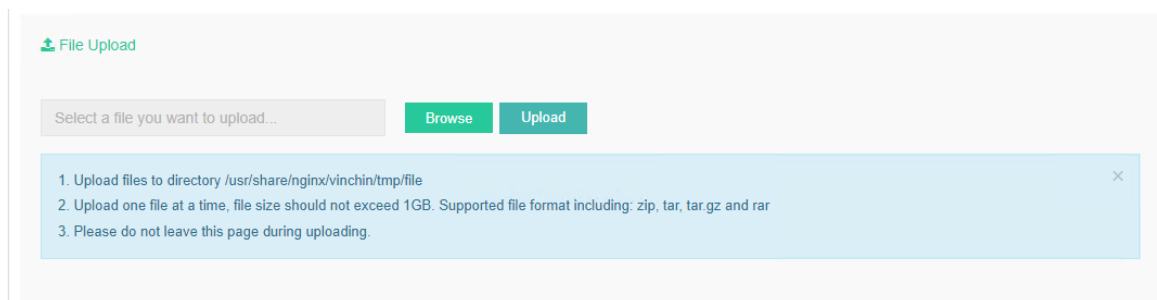 File Upload
Select a file you want to upload... Browse Upload
1. Upload files to directory /usr/share/nginx/vinchin/tmp/file
2. Upload one file at a time, file size should not exceed 1GB. Supported file format including: zip, tar, tar.gz and rar
3. Please do not leave this page during uploading.